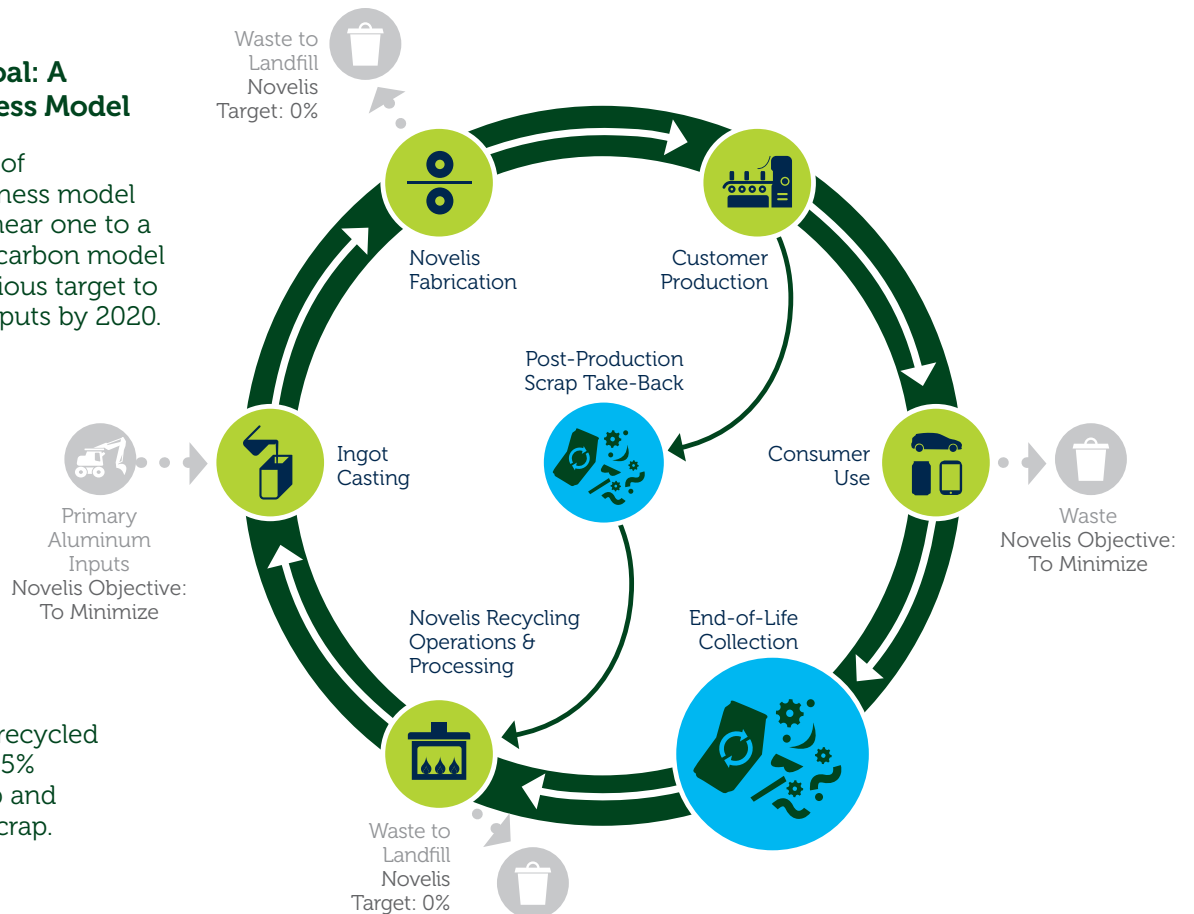 Waste to
Landfill
Novelis
Target: 0%
oal: A
ess Model
of
ness model
near one to a
carbon model
ious target to
puts by 2020.
Novelis
Fabrication
Customer
Production
Post-Production
Scrap Take-Back
Ingot
Casting
Consumer
Use
Primary
Aluminum
Inputs
Novelis Objective:
To Minimize
Waste
Novelis Objective:
To Minimize
Novelis Recycling
Operations &
Processing
End-of-Life
Collection
recycled
5%
o and
crap.
Waste to
Landfill
Novelis
Target: 0%